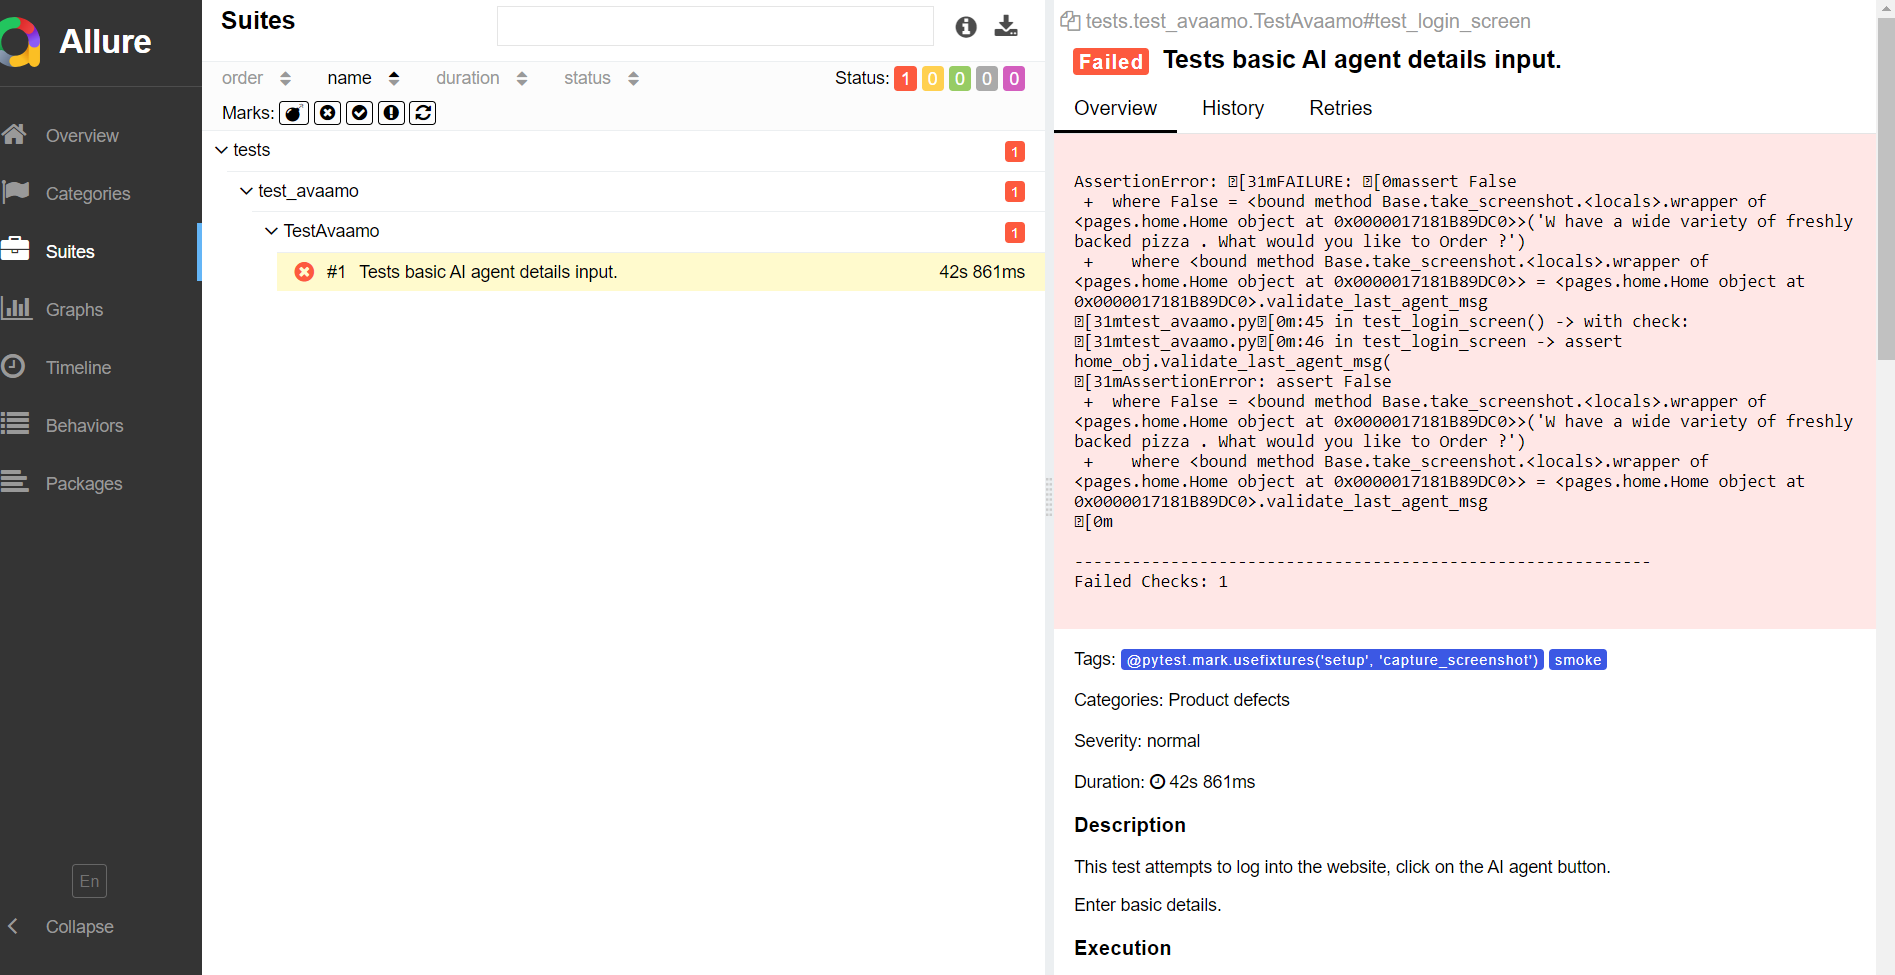 Allure
Overview
Categories
Suites
Graphs
Timeline
Behaviors
Packages
En
Collapse
Suites
order name duration status Status: 1 0 0 0 0
Marks:
tests 1
test_avaamo 1
TestAvaamo 1
#1 Tests basic AI agent details input. 42s 861ms
tests.test_avaamo.TestAvaamo#test_login_screen
Failed Tests basic AI agent details input.
Overview History Retries
AssertionError: [31mFAILURE: [0massert False
+ where False = <bound method Base.take_screenshot.<locals>.wrapper of
<pages.home.Home object at 0x0000017181B89DC0>>('W have a wide variety of freshly
backed pizza . What would you like to Order ?')
+ where <bound method Base.take_screenshot.<locals>.wrapper of
<pages.home.Home object at 0x0000017181B89DC0>> = <pages.home.Home object at
0x0000017181B89DC0>.validate_last_agent_msg
[31mtest_avaamo.py[0m:45 in test_login_screen() -> with check:
[31mtest_avaamo.py[0m:46 in test_login_screen -> assert
home_obj.validate_last_agent_msg(
[31mAssertionError: assert False
+ where False = <bound method Base.take_screenshot.<locals>.wrapper of
<pages.home.Home object at 0x0000017181B89DC0>>('W have a wide variety of freshly
backed pizza . What would you like to Order ?')
+ where <bound method Base.take_screenshot.<locals>.wrapper of
<pages.home.Home object at 0x0000017181B89DC0>> = <pages.home.Home object at
0x0000017181B89DC0>.validate_last_agent_msg
[0m
------------------------------------------------------------
Failed Checks: 1
Tags: @pytest.mark.usefixtures('setup', 'capture_screenshot') smoke
Categories: Product defects
Severity: normal
Duration: 42s 861ms
Description
This test attempts to log into the website, click on the AI agent button.
Enter basic details.
Execution